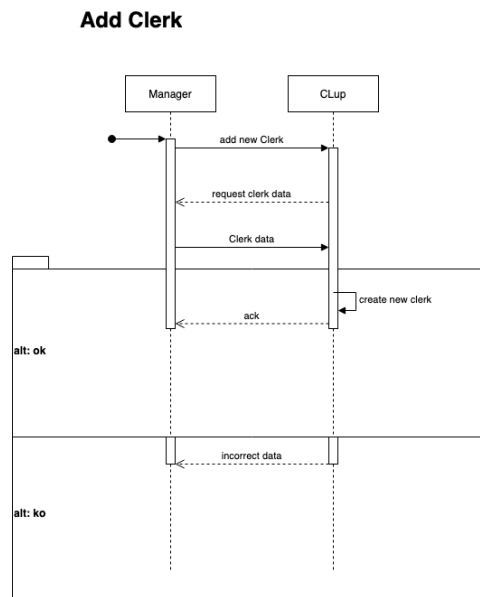 Add Clerk
Manager
CLup
add new Clerk
request clerk data
Clerk data
create new clerk
ack
alt: ok
incorrect data
alt: ko